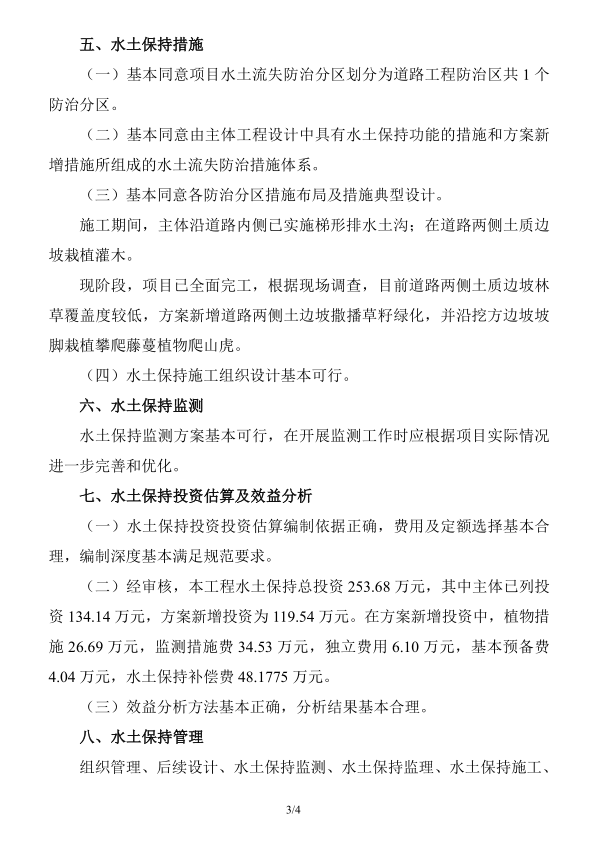 五、水土保持措施
（一）基本同意项目水土流失防治分区划分为道路工程防治区共 1 个
防治分区。
（二）基本同意由主体工程设计中具有水土保持功能的措施和方案新
增措施所组成的水土流失防治措施体系。
（三）基本同意各防治分区措施布局及措施典型设计。
施工期间，主体沿道路内侧已实施梯形排水土沟；在道路两侧土质边
坡栽植灌木。
现阶段，项目已全面完工，根据现场调查，目前道路两侧土质边坡林
草覆盖度较低，方案新增道路两侧土边坡撒播草籽绿化，并沿挖方边坡坡
脚栽植攀爬藤蔓植物爬山虎。
（四）水土保持施工组织设计基本可行。
六、水土保持监测
水土保持监测方案基本可行，在开展监测工作时应根据项目实际情况
进一步完善和优化。
七、水土保持投资估算及效益分析
（一）水土保持投资投资估算编制依据正确，费用及定额选择基本合
理，编制深度基本满足规范要求。
（二）经审核，本工程水土保持总投资 253.68 万元，其中主体已列投
资 134.14 万元，方案新增投资为 119.54 万元。在方案新增投资中，植物措
施 26.69 万元，监测措施费 34.53 万元，独立费用 6.10 万元，基本预备费
4.04 万元，水土保持补偿费 48.1775 万元。
（三）效益分析方法基本正确，分析结果基本合理。
八、水土保持管理
组织管理、后续设计、水土保持监测、水土保持监理、水土保持施工、
3/4